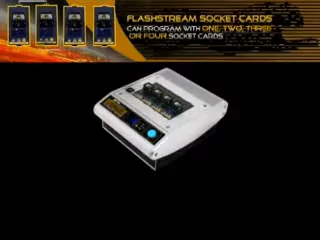 FLASHSTREAM SOCKET CARDS
CAN PROGRAM WITH ONE, TWO, THREE
OR FOUR SOCKET CARDS